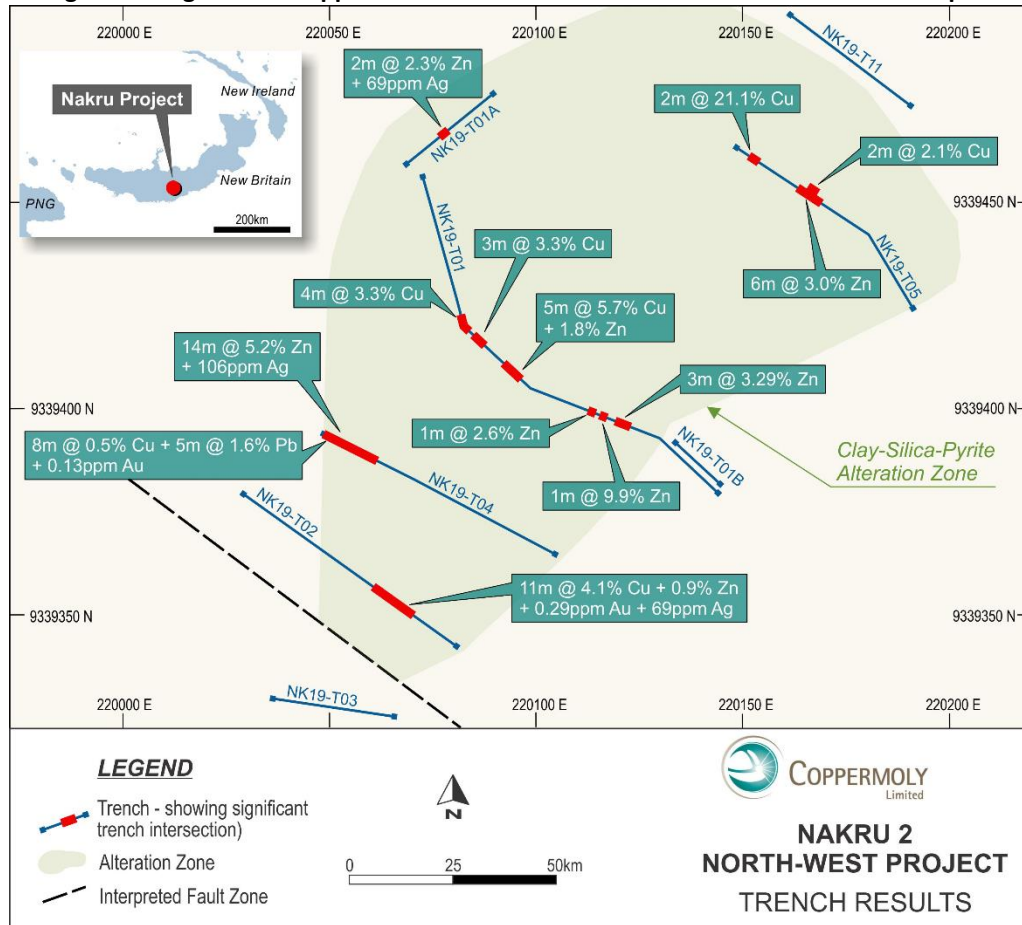 220000 E
220050 E
220100 E
220150 E
220200 E
Nakru Project
New Ireland
New Britain
PNG
200km
2m @ 2.3% Zn
+ 69ppm Ag
NK19-T01A
NK19-T11
2m @ 21.1% Cu
2m @ 2.1% Cu
9339450 N
NK19-T01
3m @ 3.3% Cu
4m @ 3.3% Cu
NK19-T05
6m @ 3.0% Zn
5m @ 5.7% Cu
+ 1.8% Zn
14m @ 5.2% Zn
+ 106ppm Ag
3m @ 3.29% Zn
9339400 N
9339400 N
1m @ 2.6% Zn
8m @ 0.5% Cu + 5m @ 1.6% Pb
+ 0.13ppm Au
Clay-Silica-Pyrite
Alteration Zone
NK19-T01B
1m @ 9.9% Zn
NK19-T04
NK19-T02
11m @ 4.1% Cu + 0.9% Zn
+ 0.29ppm Au + 69ppm Ag
9339350 N
9339350 N
NK19-T03
220000 E
220050 E
220100 E
220150 E
220200 E
LEGEND
Trench - showing significant
trench intersection)
Alteration Zone
Interpreted Fault Zone
N
0 25 50km
COPPERMOLY
Limited
NAKRU 2
NORTH-WEST PROJECT
TRENCH RESULTS